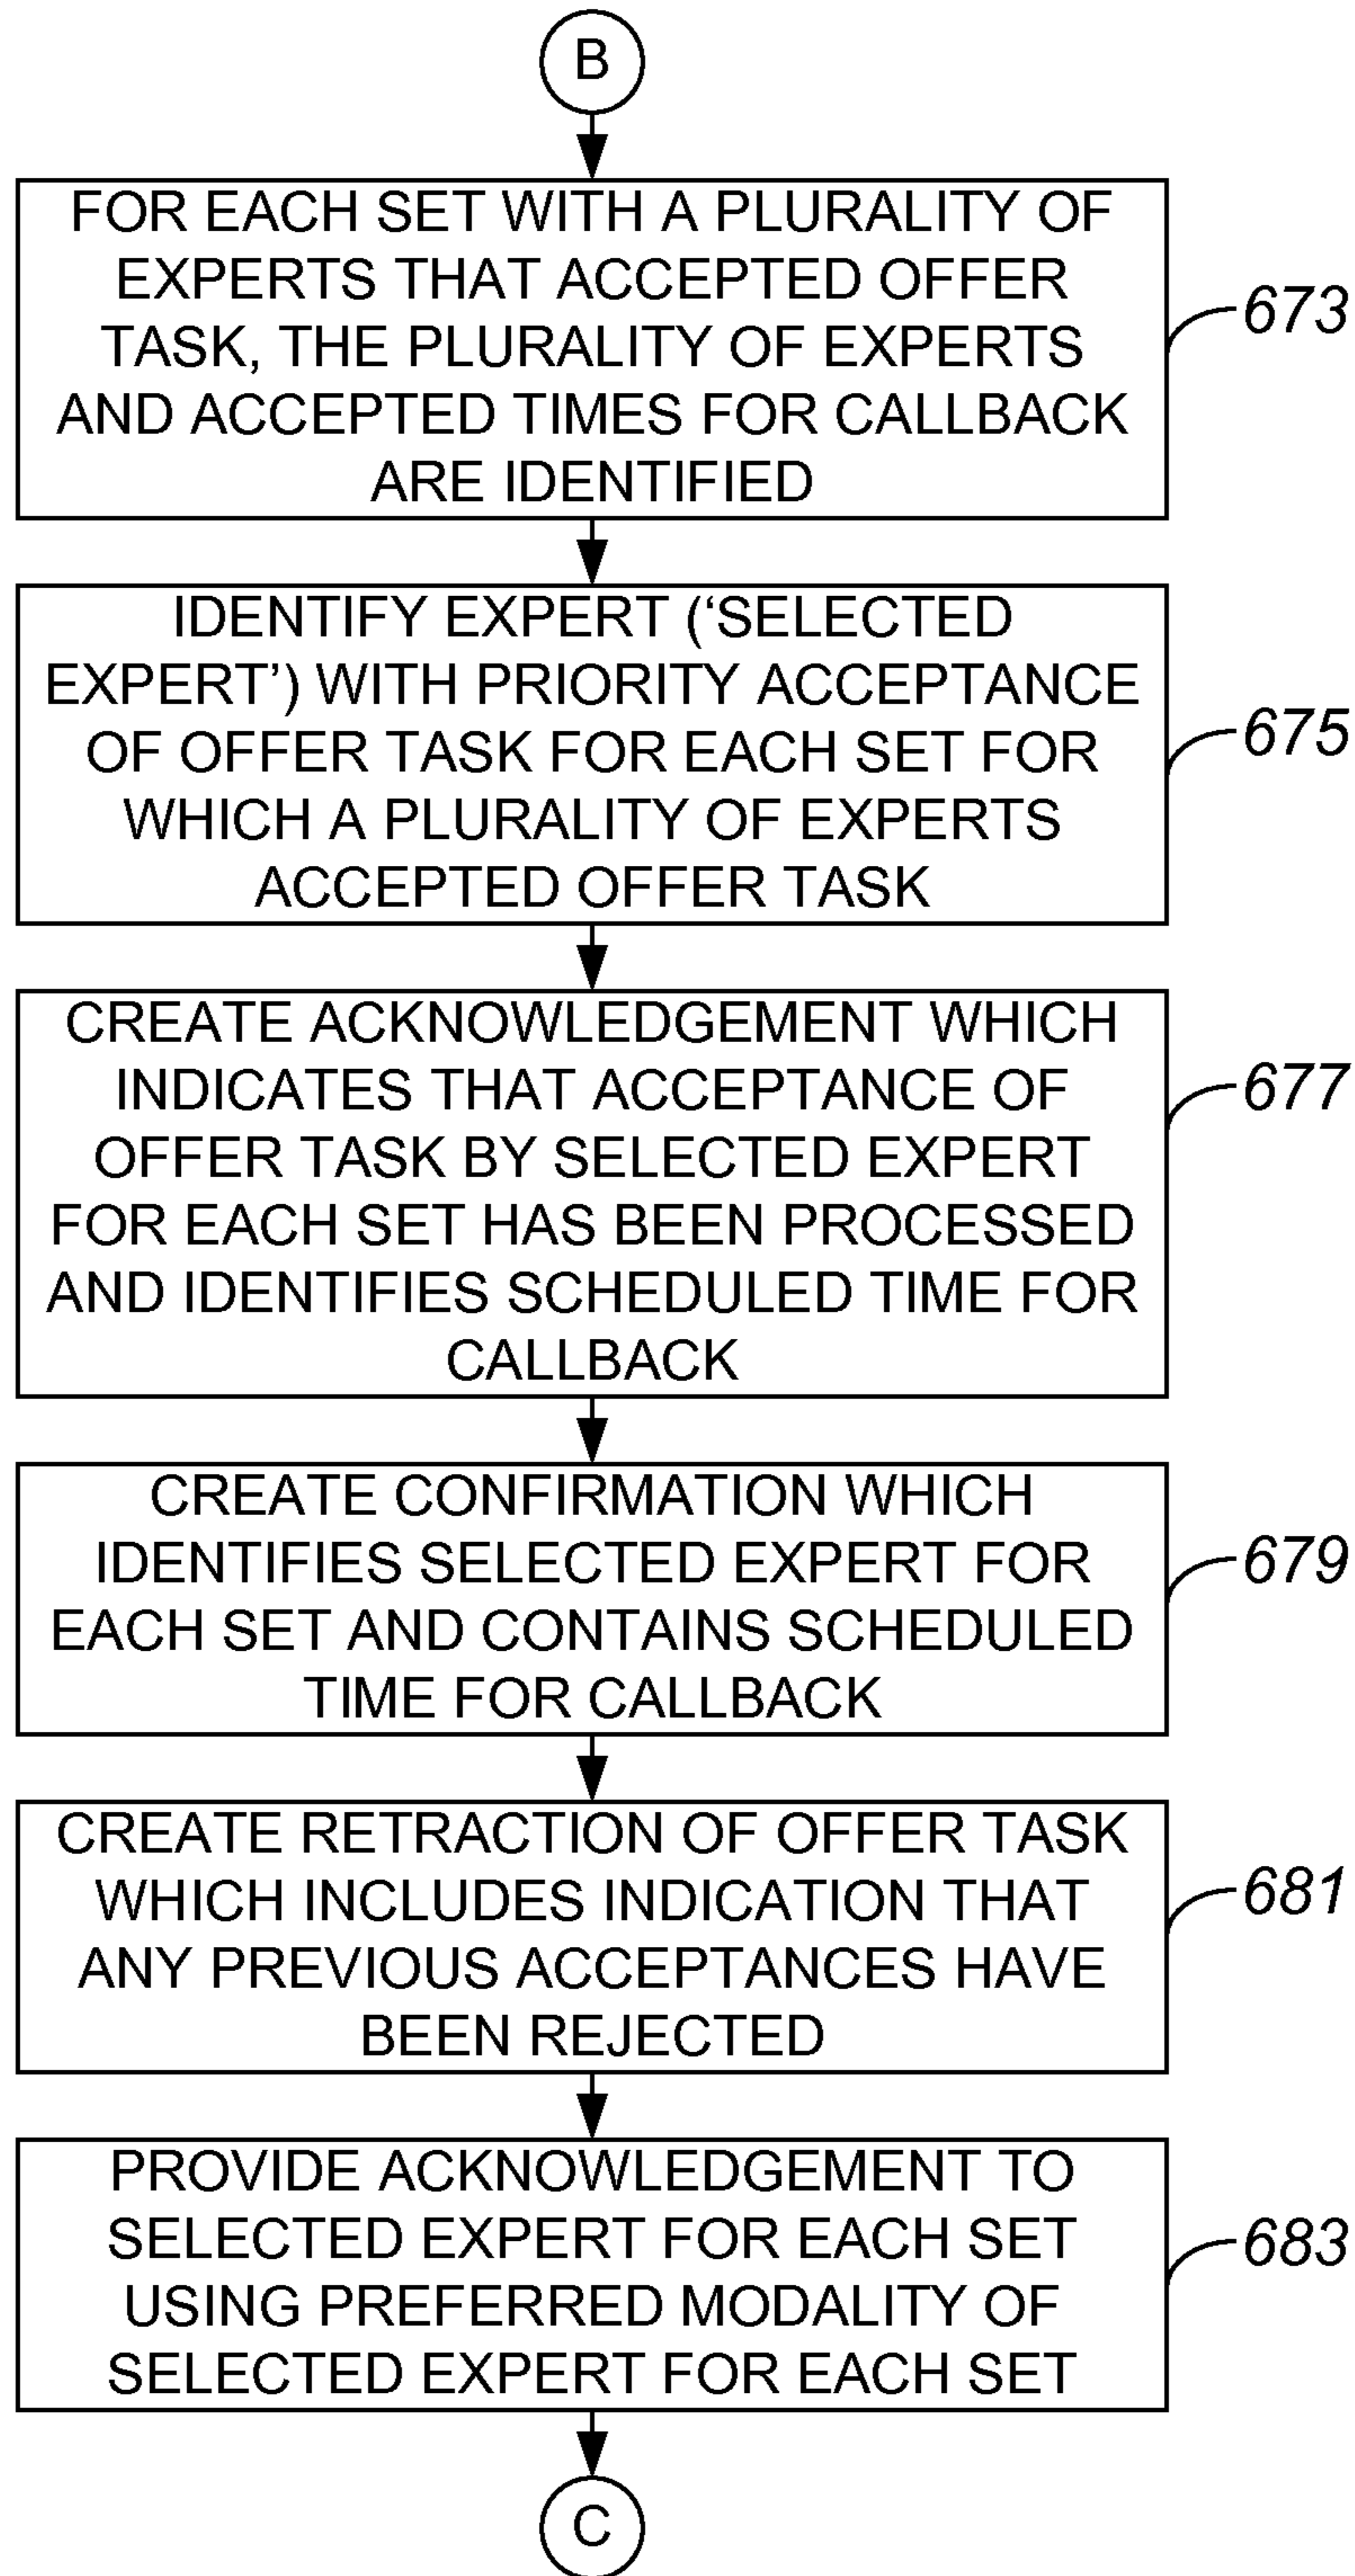 B
FOR EACH SET WITH A PLURALITY OF
EXPERTS THAT ACCEPTED OFFER
TASK, THE PLURALITY OF EXPERTS
AND ACCEPTED TIMES FOR CALLBACK
ARE IDENTIFIED
673
IDENTIFY EXPERT (‘SELECTED
EXPERT’) WITH PRIORITY ACCEPTANCE
OF OFFER TASK FOR EACH SET FOR
WHICH A PLURALITY OF EXPERTS
ACCEPTED OFFER TASK
675
CREATE ACKNOWLEDGEMENT WHICH
INDICATES THAT ACCEPTANCE OF
OFFER TASK BY SELECTED EXPERT
FOR EACH SET HAS BEEN PROCESSED
AND IDENTIFIES SCHEDULED TIME FOR
CALLBACK
677
CREATE CONFIRMATION WHICH
IDENTIFIES SELECTED EXPERT FOR
EACH SET AND CONTAINS SCHEDULED
TIME FOR CALLBACK
679
CREATE RETRACTION OF OFFER TASK
WHICH INCLUDES INDICATION THAT
ANY PREVIOUS ACCEPTANCES HAVE
BEEN REJECTED
681
PROVIDE ACKNOWLEDGEMENT TO
SELECTED EXPERT FOR EACH SET
USING PREFERRED MODALITY OF
SELECTED EXPERT FOR EACH SET
683
C